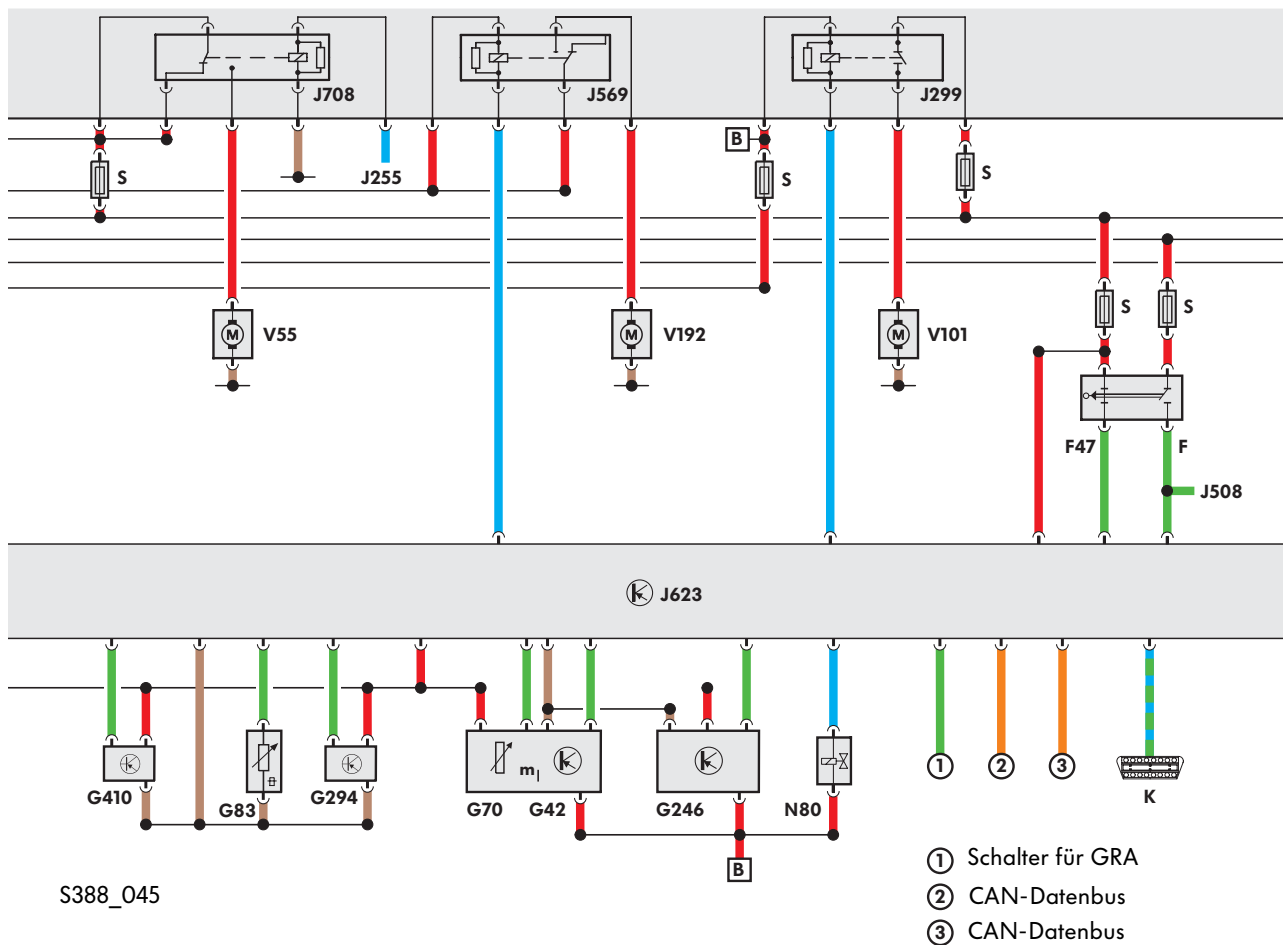 J708
J569
J299
B
S
J255
S
S
V55
V192
V101
S
S
M
M
M
F47
F
J508
J623
m
G410
G83
G294
G70
G42
G246
N80
1
2
3
K
B
S388_045
1 Schalter für GRA
2 CAN-Datenbus
3 CAN-Datenbus